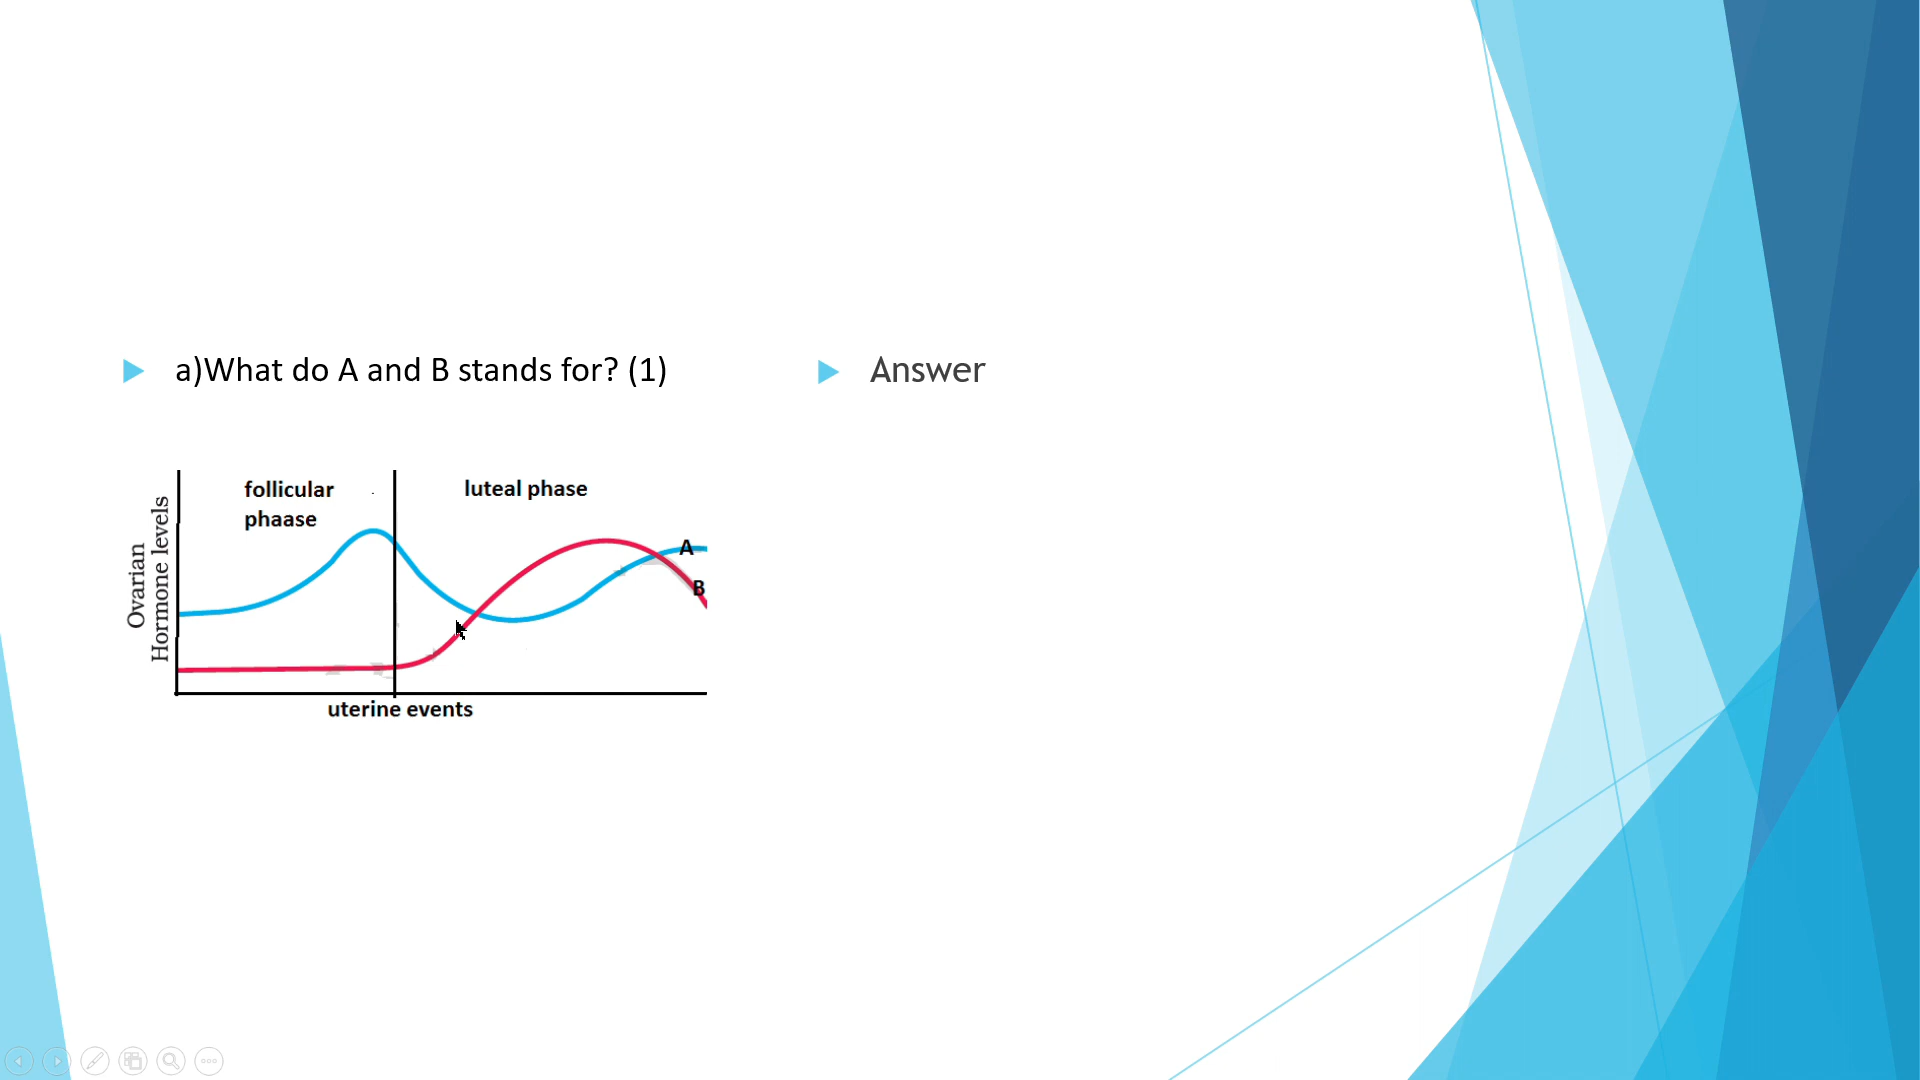 a)What do A and B stands for? (1)
Answer
follicular
phaase
luteal phase
Ovarian
Hormone levels
A
B
uterine events